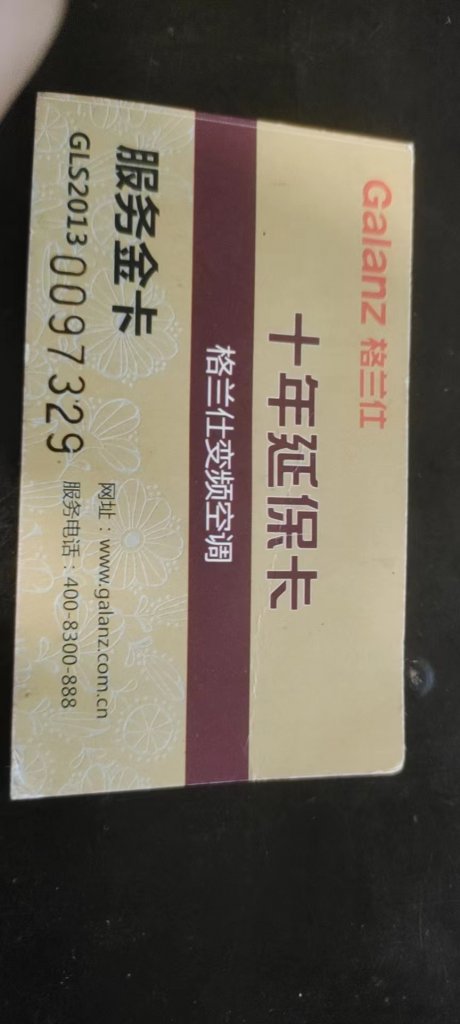 Galanz 格兰仕
十年延保卡
格兰仕变频空调
服务金卡
GLS2013 0097329
网址：www.galanz.com.cn
服务电话：400-8300-888